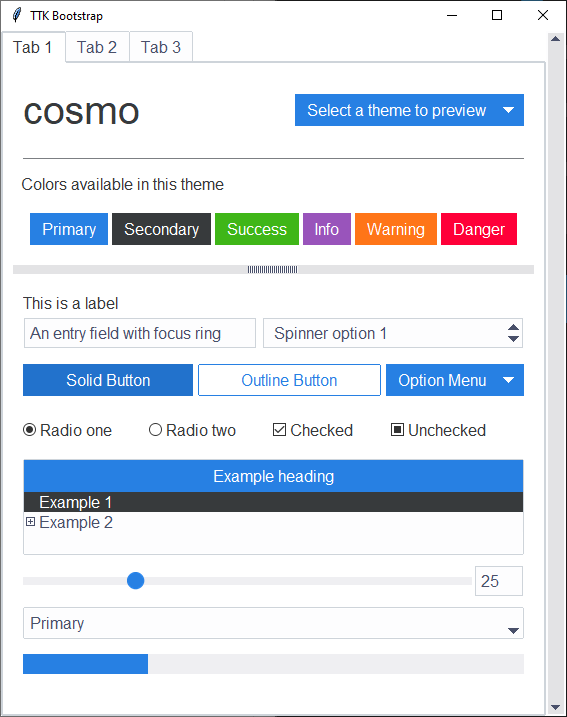 TTK Bootstrap
Tab 1 Tab 2 Tab 3
cosmo Select a theme to preview
Colors available in this theme
Primary Secondary Success Info Warning Danger
This is a label
An entry field with focus ring Spinner option 1
Solid Button Outline Button Option Menu
Radio one Radio two Checked Unchecked
Example heading
Example 1
Example 2
25
Primary